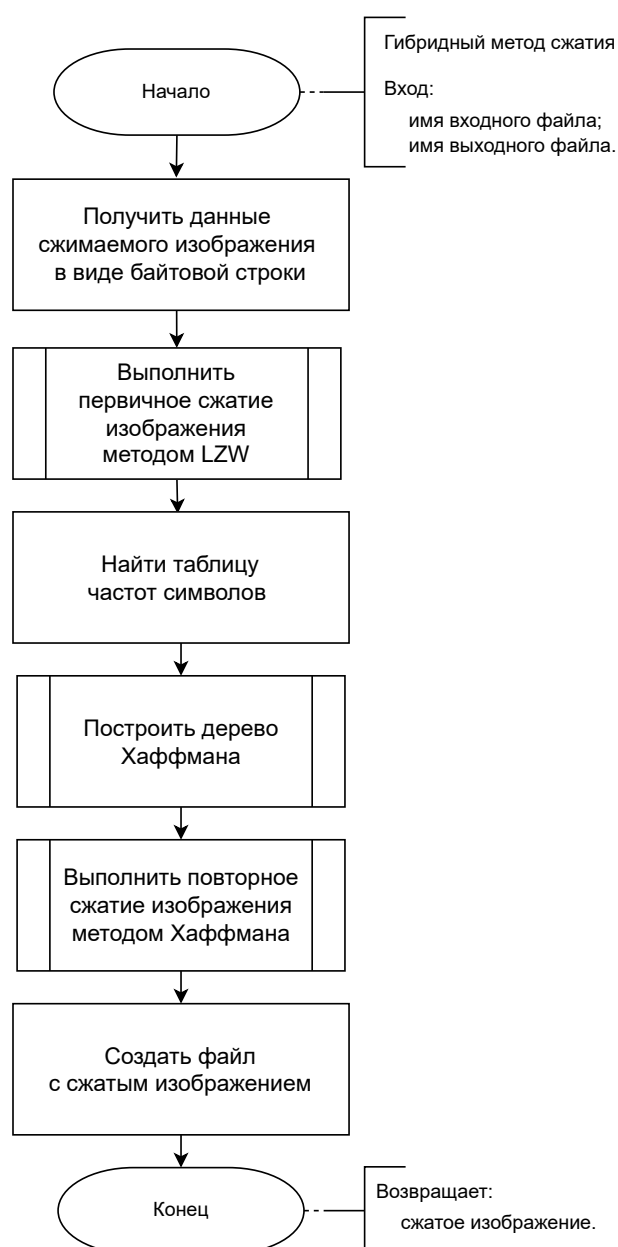 Гибридный метод сжатия
Начало
Вход:
имя входного файла;
имя выходного файла.
Получить данные
сжимаемого изображения
в виде байтовой строки
Выполнить
первичное сжатие
изображения
методом LZW
Найти таблицу
частот символов
Построить дерево
Хаффмана
Выполнить повторное
сжатие изображения
методом Хаффмана
Создать файл
с сжатым изображением
Конец
Возвращает:
сжатое изображение.